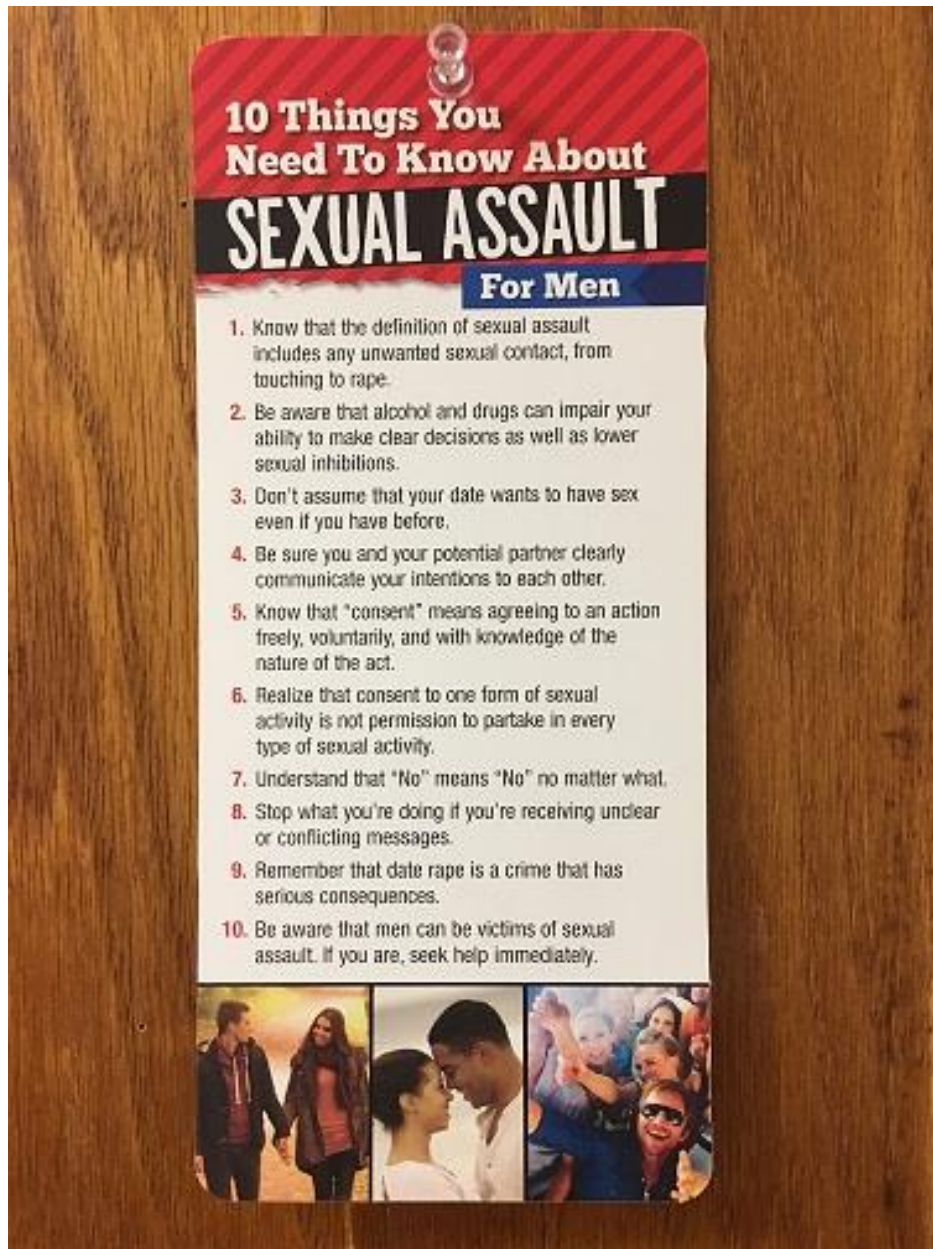 10 Things You
Need To Know About
SEXUAL ASSAULT
For Men
1. Know that the definition of sexual assault
includes any unwanted sexual contact, from
touching to rape.
2. Be aware that alcohol and drugs can impair your
ability to make clear decisions as well as lower
sexual inhibitions.
3. Don't assume that your date wants to have sex
even if you have before.
4. Be sure you and your potential partner clearly
communicate your intentions to each other.
5. Know that "consent" means agreeing to an action
freely, voluntarily, and with knowledge of the
nature of the act.
6. Realize that consent to one form of sexual
activity is not permission to partake in every
type of sexual activity.
7. Understand that "No" means "No" no matter what.
8. Stop what you're doing if you're receiving unclear
or conflicting messages.
9. Remember that date rape is a crime that has
serious consequences.
10. Be aware that men can be victims of sexual
assault. If you are, seek help immediately.